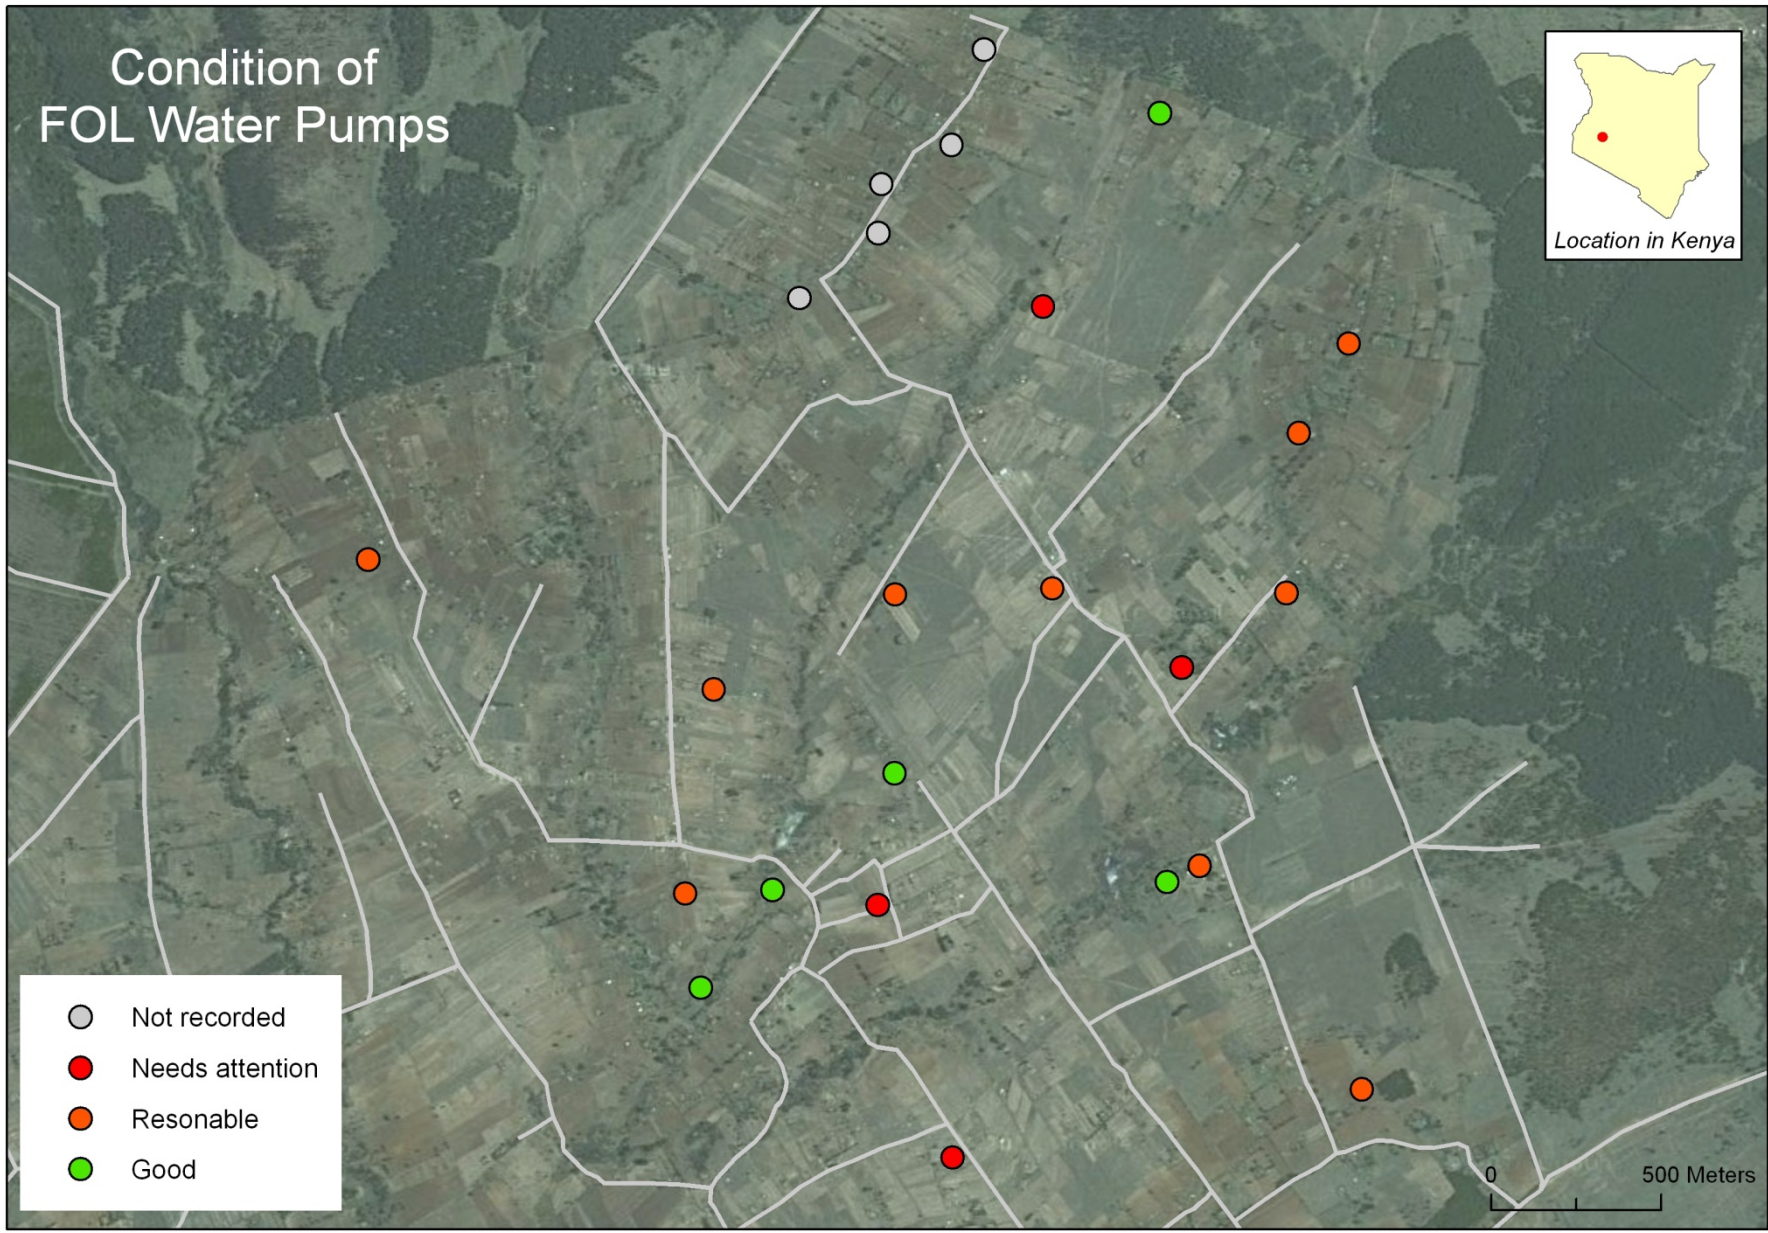 Condition of
FOL Water Pumps
Location in Kenya
Not recorded
Needs attention
Resonable
Good
0 500 Meters